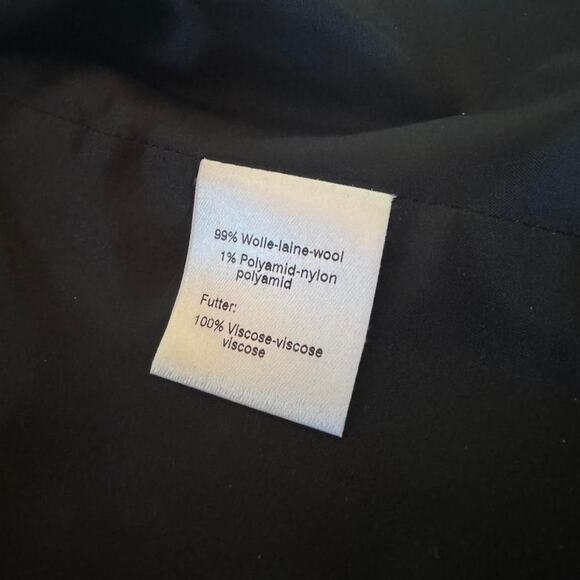 99% Wolle-laine-wool
1% Polyamid-nylon
polyamid
Futter:
100% Viscose-viscose
viscose